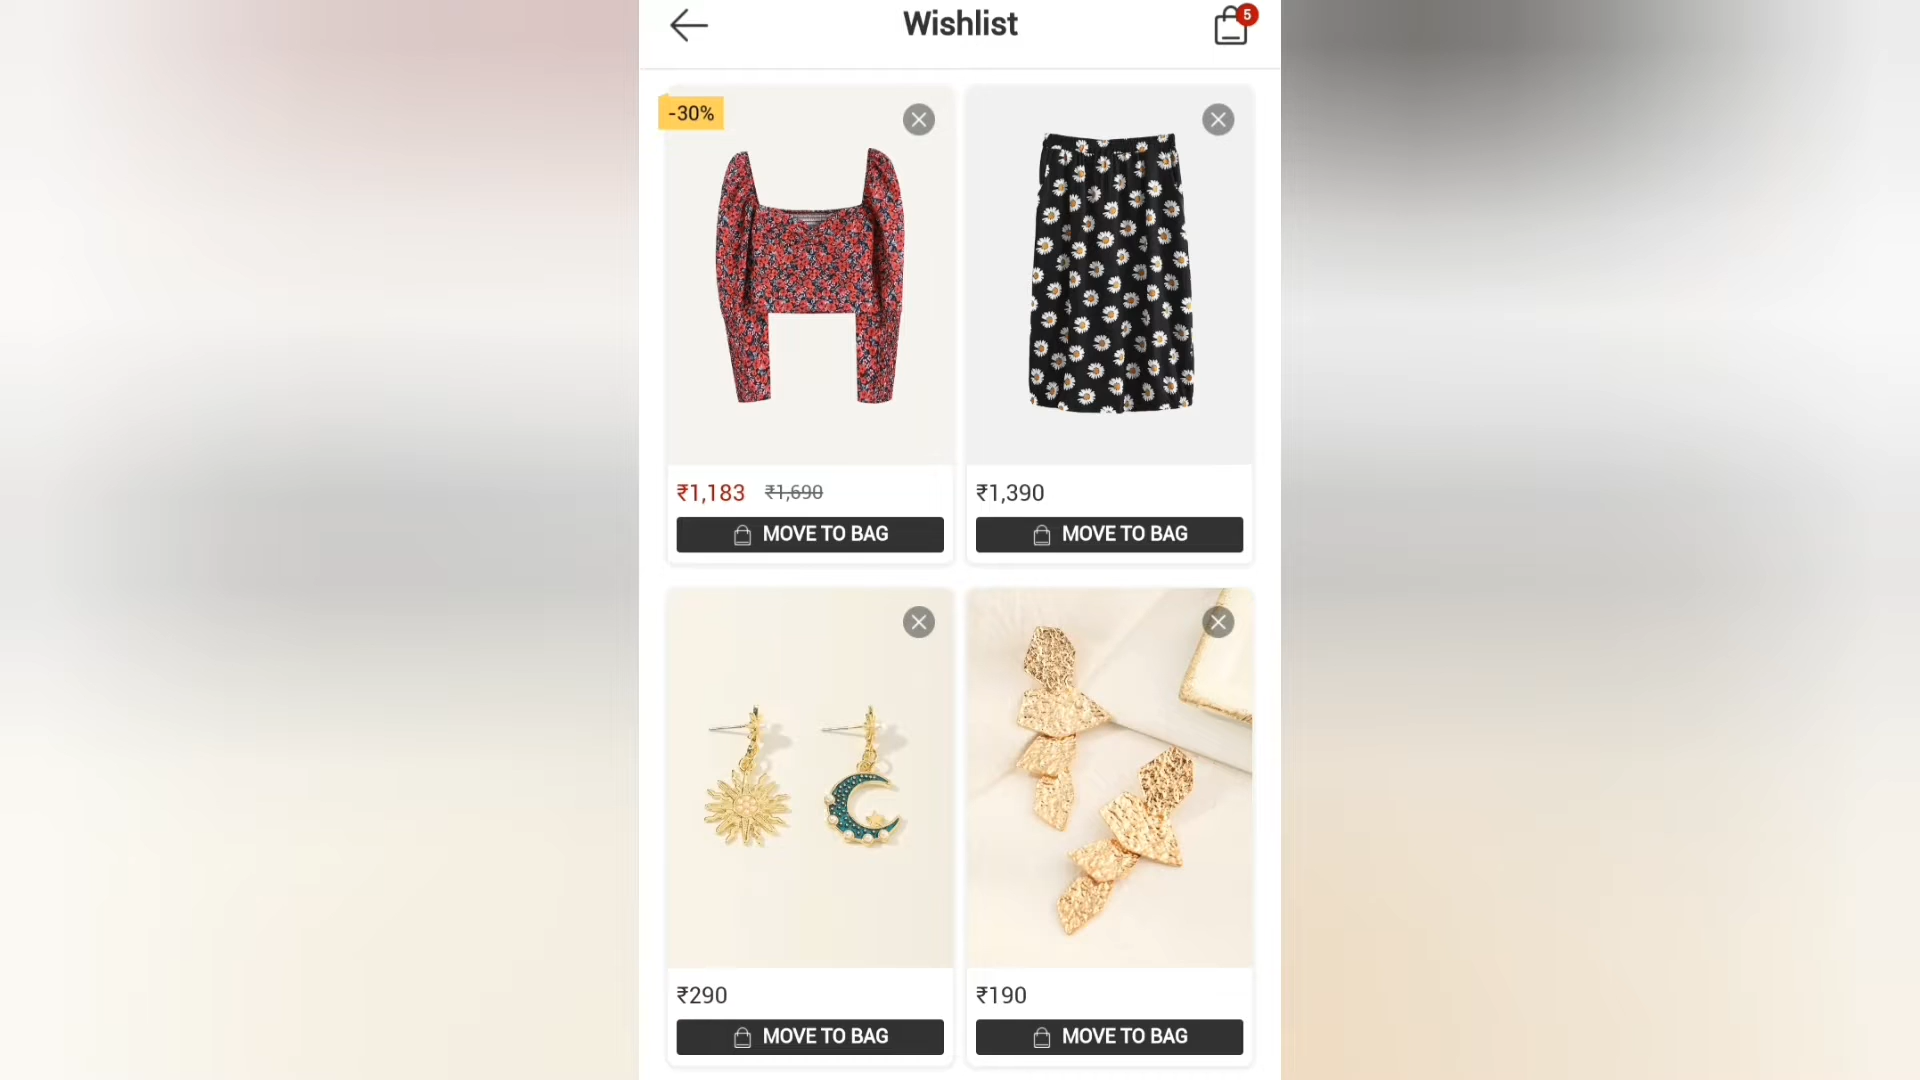 Wishlist
5
-30%
₹1,183 ₹1,690
₹1,390
MOVE TO BAG
MOVE TO BAG
₹290
₹190
MOVE TO BAG
MOVE TO BAG